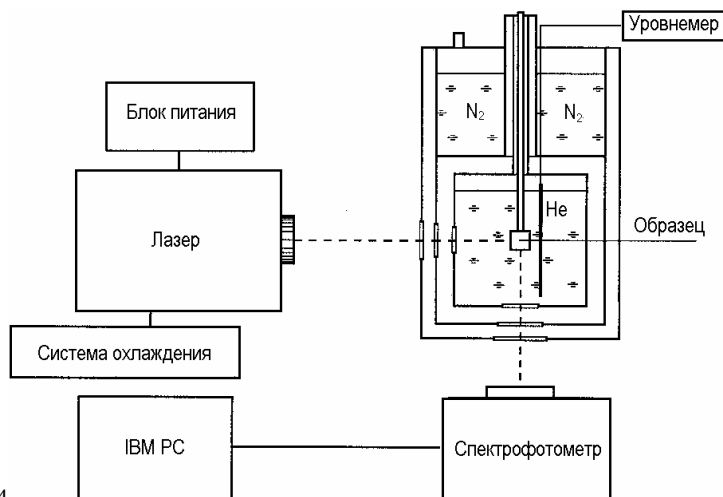 Уровнемер
Блок питания
N₂
N₂
Лазер
He
Образец
Система охлаждения
IBM PC
Спектрофотометр